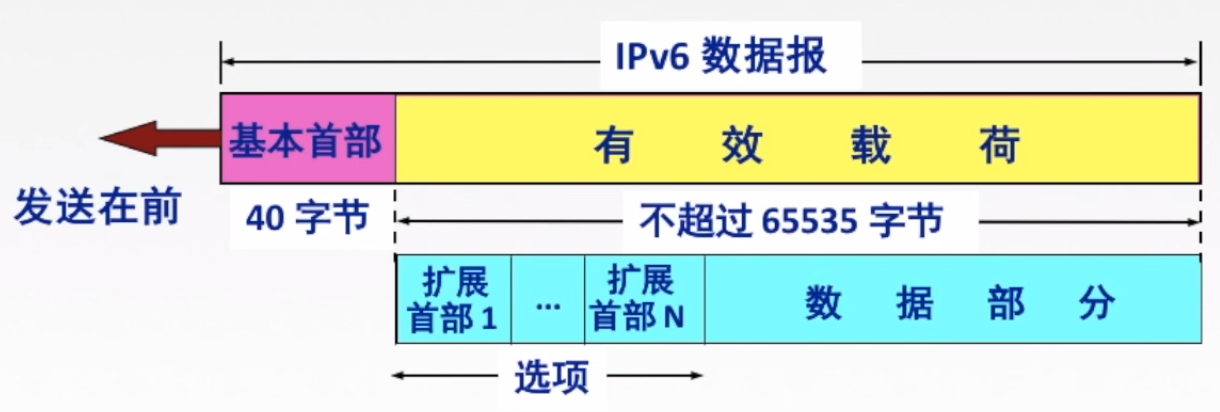 IPv6 数据报
基本首部
有效载荷
发送在前
40 字节
不超过 65535 字节
扩展
首部 1
...
扩展
首部 N
数据部分
选项